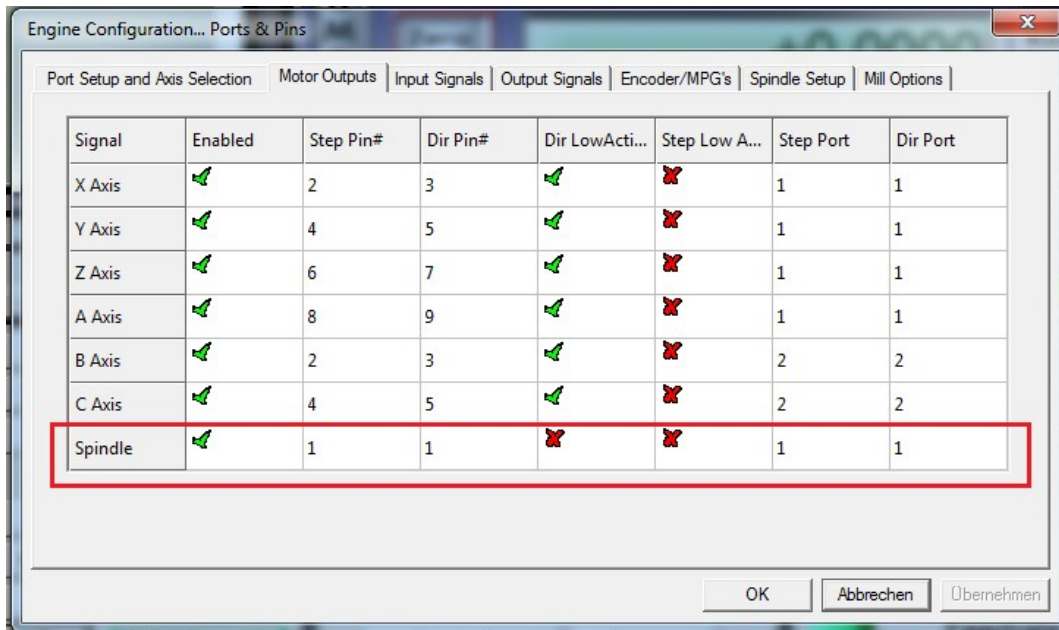 Engine Configuration... Ports & Pins
Port Setup and Axis Selection Motor Outputs Input Signals Output Signals Encoder/MPG's Spindle Setup Mill Options
Signal Enabled Step Pin# Dir Pin# Dir LowActi... Step Low A... Step Port Dir Port
X Axis 2 3 1 1
Y Axis 4 5 1 1
Z Axis 6 7 1 1
A Axis 8 9 1 1
B Axis 2 3 2 2
C Axis 4 5 2 2
Spindle 1 1 1 1
OK Abbrechen Übernehmen